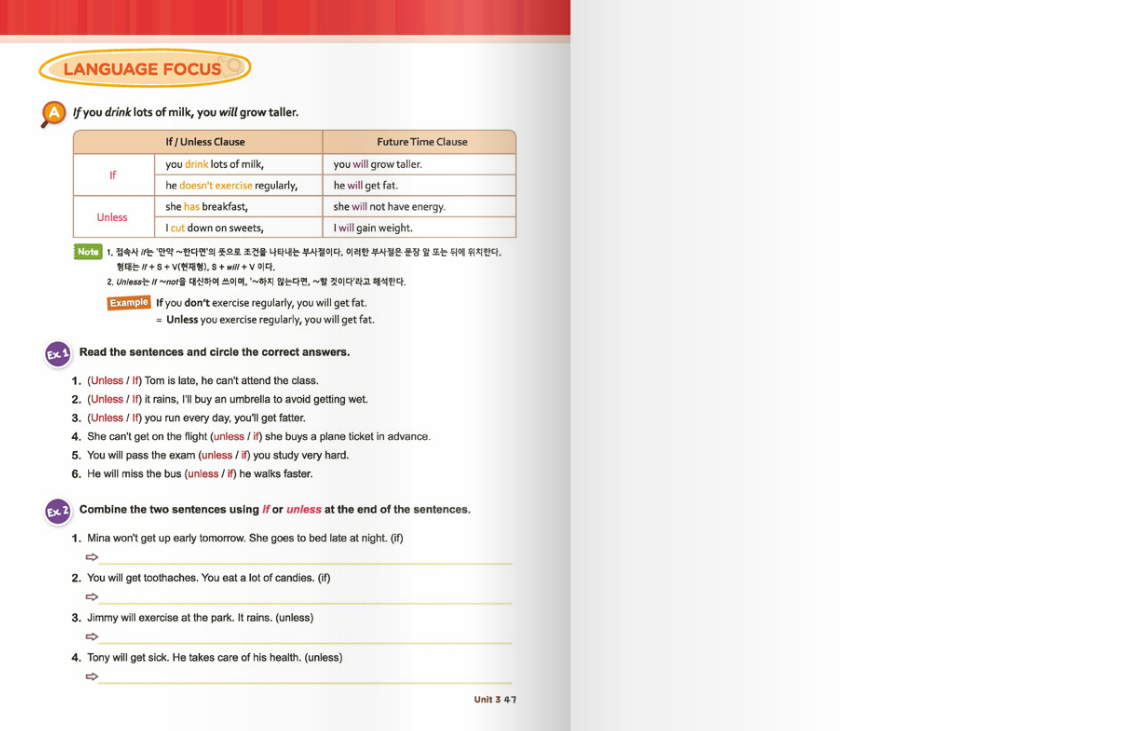 LANGUAGE FOCUS
A If you drink lots of milk, you will grow taller.
If / Unless Clause Future Time Clause
If you drink lots of milk, you will grow taller.
he doesn't exercise regularly, he will get fat.
Unless she has breakfast, she will not have energy.
I cut down on sweets, I will gain weight.
Note 1. 접속사 if는 '만약 ~한다면'의 뜻으로 조건을 나타내는 부사절이다. 이러한 부사절은 문장 앞 또는 뒤에 위치한다.
형태는 If + S + V(현재형), S + will + V 이다.
2. Unless는 If ~not을 대신하여 쓰이며, '~하지 않는다면, ~할 것이다'라고 해석한다.
Example If you don't exercise regularly, you will get fat.
= Unless you exercise regularly, you will get fat.
Ex. 1 Read the sentences and circle the correct answers.
1. (Unless / If) Tom is late, he can't attend the class.
2. (Unless / If) it rains, I'll buy an umbrella to avoid getting wet.
3. (Unless / If) you run every day, you'll get fatter.
4. She can't get on the flight (unless / if) she buys a plane ticket in advance.
5. You will pass the exam (unless / if) you study very hard.
6. He will miss the bus (unless / if) he walks faster.
Ex. 2 Combine the two sentences using if or unless at the end of the sentences.
1. Mina won't get up early tomorrow. She goes to bed late at night. (if)
2. You will get toothaches. You eat a lot of candies. (if)
3. Jimmy will exercise at the park. It rains. (unless)
4. Tony will get sick. He takes care of his health. (unless)
Unit 3 47